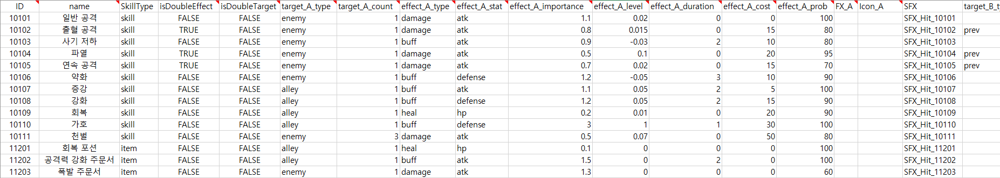 ID name SkillType isDoubleEffect isDoubleTarget target_A_type target_A_count effect_A_type effect_A_stat effect_A_importance effect_A_level effect_A_duration effect_A_cost effect_A_prob FX_A Icon_A SFX target_B_t
10101 일반 공격 skill FALSE FALSE enemy 1 damage atk 1.1 0.02 0 0 100 SFX_Hit_10101
10102 출혈 공격 skill TRUE FALSE enemy 1 damage atk 0.8 0.015 0 15 80 SFX_Hit_10102 prev
10103 사기 저하 skill FALSE FALSE enemy 1 buff atk 0.9 -0.03 2 10 80 SFX_Hit_10103
10104 파열 skill TRUE FALSE enemy 1 damage atk 0.5 0.1 0 20 95 SFX_Hit_10104 prev
10105 연속 공격 skill TRUE FALSE enemy 1 damage atk 0.7 0.02 0 15 70 SFX_Hit_10105 prev
10106 약화 skill FALSE FALSE enemy 1 buff defense 1.2 -0.05 3 10 90 SFX_Hit_10106
10107 증강 skill FALSE FALSE alley 1 buff atk 1.1 0.05 2 5 100 SFX_Hit_10107
10108 강화 skill FALSE FALSE alley 1 buff defense 1.2 0.05 2 15 90 SFX_Hit_10108
10109 회복 skill FALSE FALSE alley 1 heal hp 0.2 0.01 0 20 90 SFX_Hit_10109
10110 가호 skill FALSE FALSE alley 1 buff defense 3 1 1 30 100 SFX_Hit_10110
10111 천벌 skill FALSE FALSE enemy 3 damage atk 0.5 0.07 0 50 80 SFX_Hit_10111
11201 회복 포션 item FALSE FALSE alley 1 heal hp 0.1 0 0 0 100 SFX_Hit_11201
11202 공격력 강화 주문서 item FALSE FALSE alley 1 buff atk 1.5 0 2 0 100 SFX_Hit_11202
11203 폭발 주문서 item FALSE FALSE enemy 1 damage atk 1.3 0 0 0 60 SFX_Hit_11203